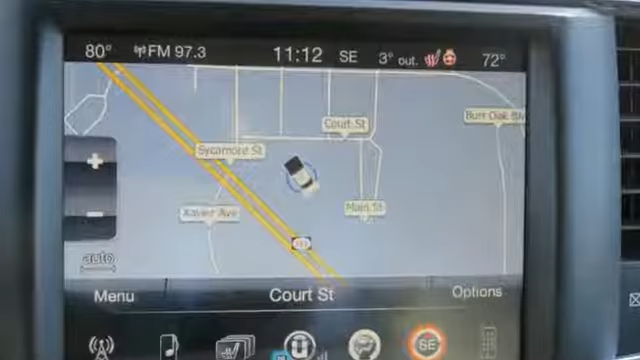 80° FM 97.3 11:12 SE 3° out. 72°
Court St
Burr Oak
Sycamore St
+
Xavier Ave
Main St
-
auto
Menu Court St Options
SE